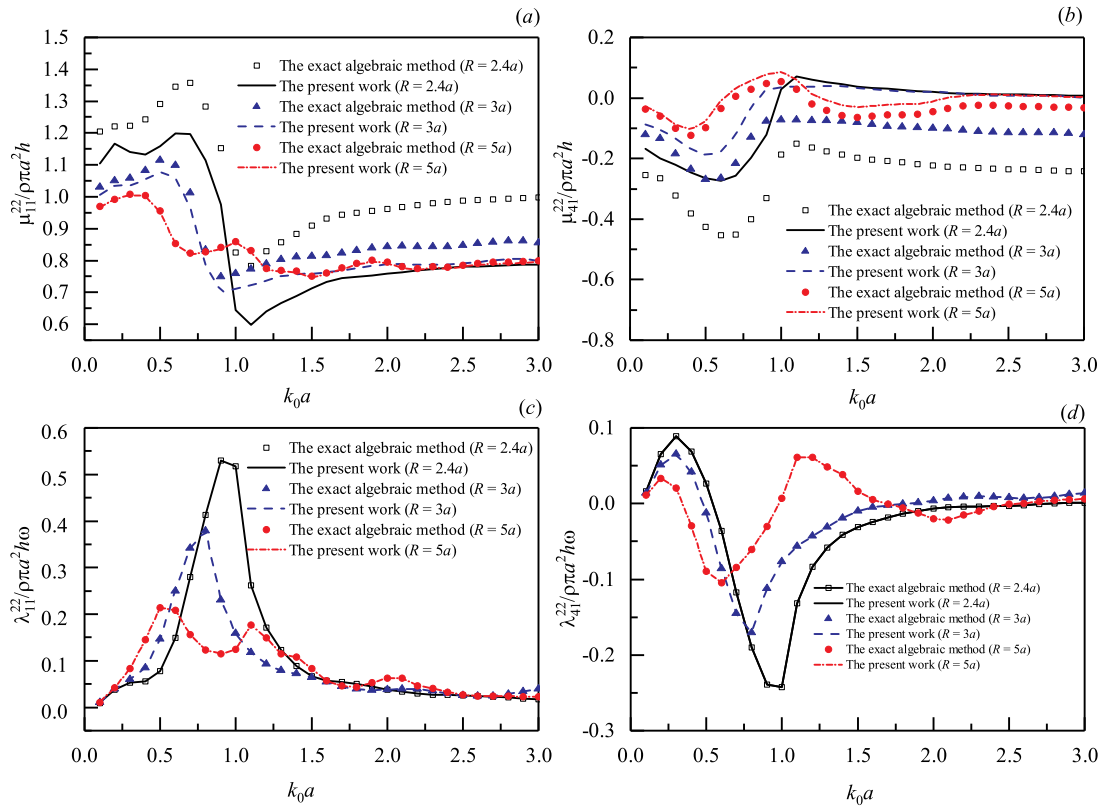 (a)
1.5
1.4
1.3
1.2
1.1
1.0
0.9
0.8
0.7
0.6
μ₁₁²²/ρπa²h
The exact algebraic method (R = 2.4a)
The present work (R = 2.4a)
The exact algebraic method (R = 3a)
The present work (R = 3a)
The exact algebraic method (R = 5a)
The present work (R = 5a)
0.0 0.5 1.0 1.5 2.0 2.5 3.0
k₀a
(b)
0.2
0.0
-0.2
-0.4
-0.6
-0.8
μ₄₁²²/ρπa²h
The exact algebraic method (R = 2.4a)
The present work (R = 2.4a)
The exact algebraic method (R = 3a)
The present work (R = 3a)
The exact algebraic method (R = 5a)
The present work (R = 5a)
0.0 0.5 1.0 1.5 2.0 2.5 3.0
k₀a
(c)
0.6
0.5
0.4
0.3
0.2
0.1
0.0
λ₁₁²²/ρπa²hω
The exact algebraic method (R = 2.4a)
The present work (R = 2.4a)
The exact algebraic method (R = 3a)
The present work (R = 3a)
The exact algebraic method (R = 5a)
The present work (R = 5a)
0.0 0.5 1.0 1.5 2.0 2.5 3.0
k₀a
(d)
0.1
0.0
-0.1
-0.2
-0.3
λ₄₁²²/ρπa²hω
The exact algebraic method (R = 2.4a)
The present work (R = 2.4a)
The exact algebraic method (R = 3a)
The present work (R = 3a)
The exact algebraic method (R = 5a)
The present work (R = 5a)
0.0 0.5 1.0 1.5 2.0 2.5 3.0
k₀a